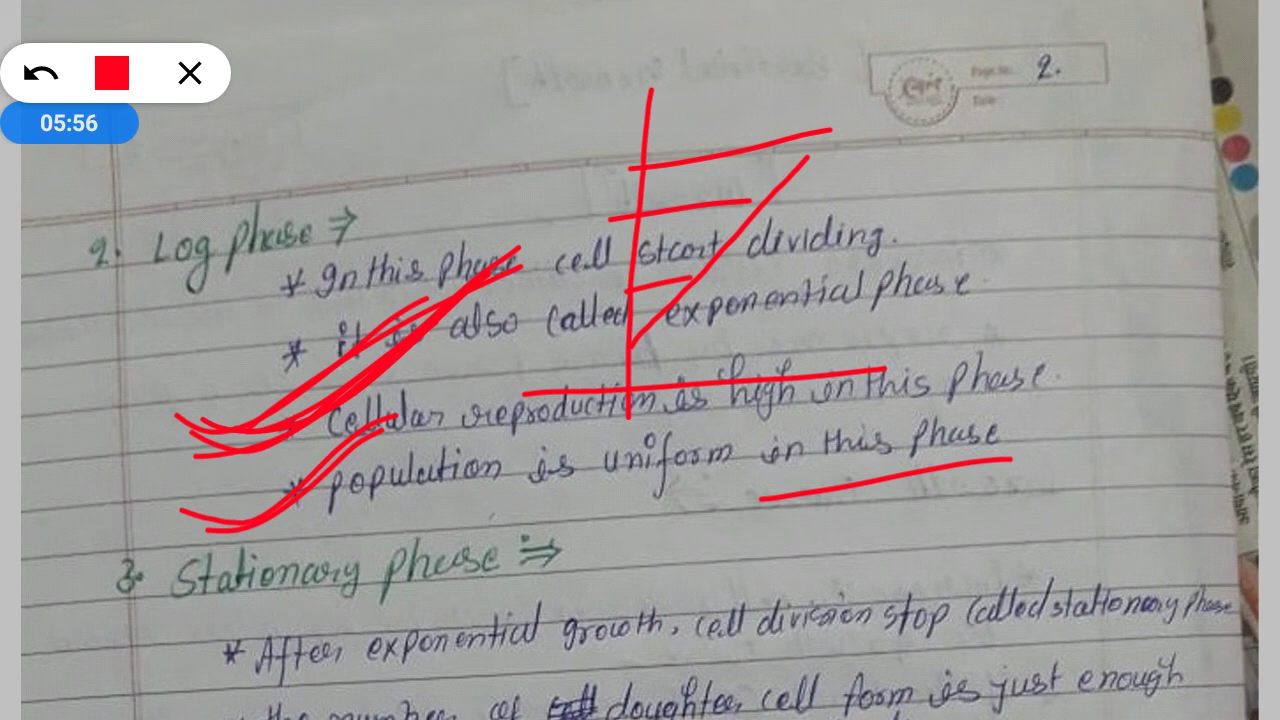 05:56
Page No. 2.
Date
2. Log phase ⇒
* In this phase cell start dividing.
* it is also called exponential phase.
* Cellular reproduction is high in this phase.
* population is uniform in this phase
3. Stationary phase ⇒
* After exponential growth, cell division stop called stationary phase
* the number of daughter cell form is just enough